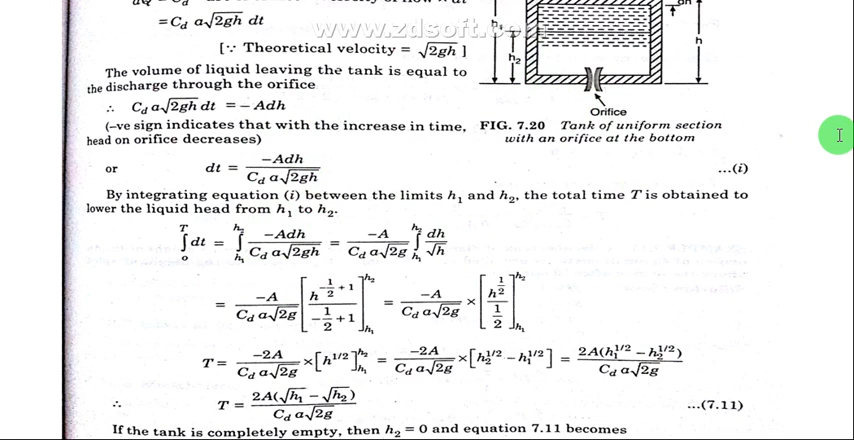 = C_d a√2gh dt
www.zdsoft.com
[∵ Theoretical velocity = √2gh ]
h₁
h₂
h
The volume of liquid leaving the tank is equal to
the discharge through the orifice
∴ C_d a√2gh dt = – Adh
Orifice
(–ve sign indicates that with the increase in time,
head on orifice decreases)
FIG. 7.20 Tank of uniform section
with an orifice at the bottom
or dt = –Adh / C_d a√2gh ...(i)
By integrating equation (i) between the limits h₁ and h₂, the total time T is obtained to
lower the liquid head from h₁ to h₂.
∫₀ᵀ dt = ∫_{h₁}^{h₂} –Adh / C_d a√2gh = –A / C_d a√2g ∫_{h₁}^{h₂} dh / √h
= –A / C_d a√2g [ h^{–1/2 + 1} / –1/2 + 1 ]_{h₁}^{h₂} = –A / C_d a√2g × [ h^{1/2} / 1/2 ]_{h₁}^{h₂}
T = –2A / C_d a√2g × [h^{1/2}]_{h₁}^{h₂} = –2A / C_d a√2g × [h₂^{1/2} – h₁^{1/2}] = 2A(h₁^{1/2} – h₂^{1/2}) / C_d a√2g
∴ T = 2A(√h₁ – √h₂) / C_d a√2g ...(7.11)
If the tank is completely empty, then h₂ = 0 and equation 7.11 becomes